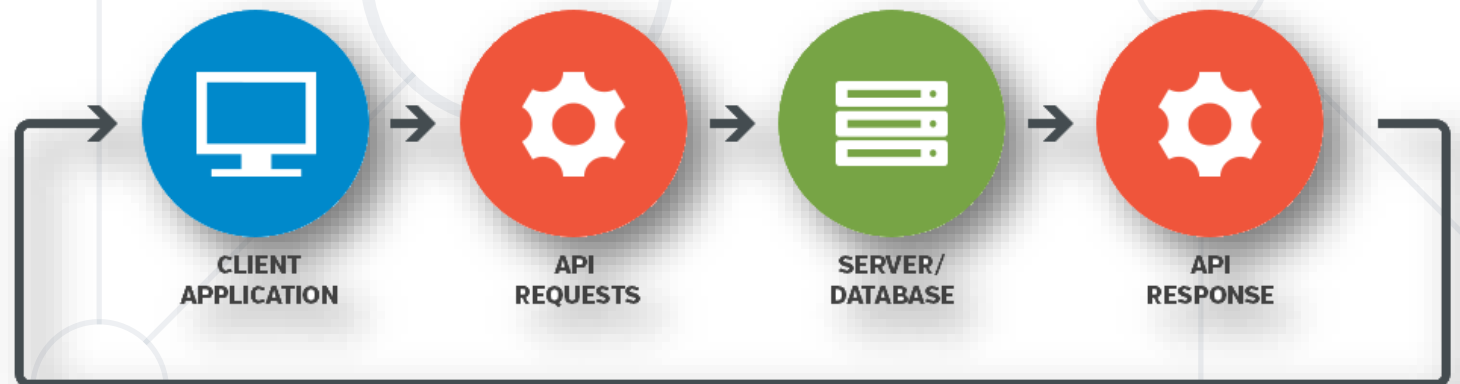 CLIENT
APPLICATION
API
REQUESTS
SERVER/
DATABASE
API
RESPONSE